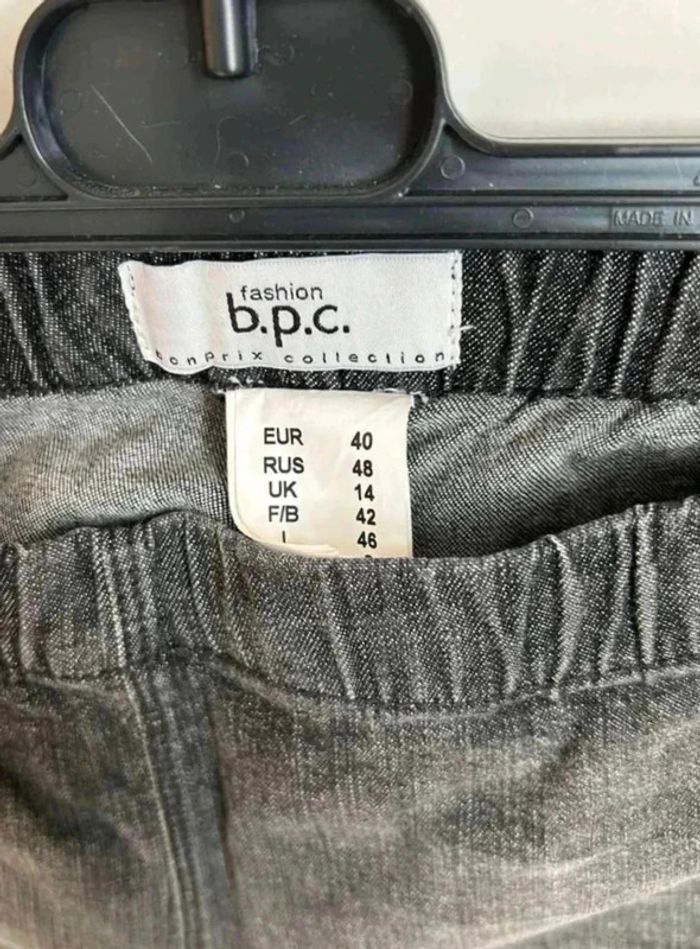 MADE IN
fashion
b.p.c.
bonprix collection
EUR 40
RUS 48
UK 14
F/B 42
I 46